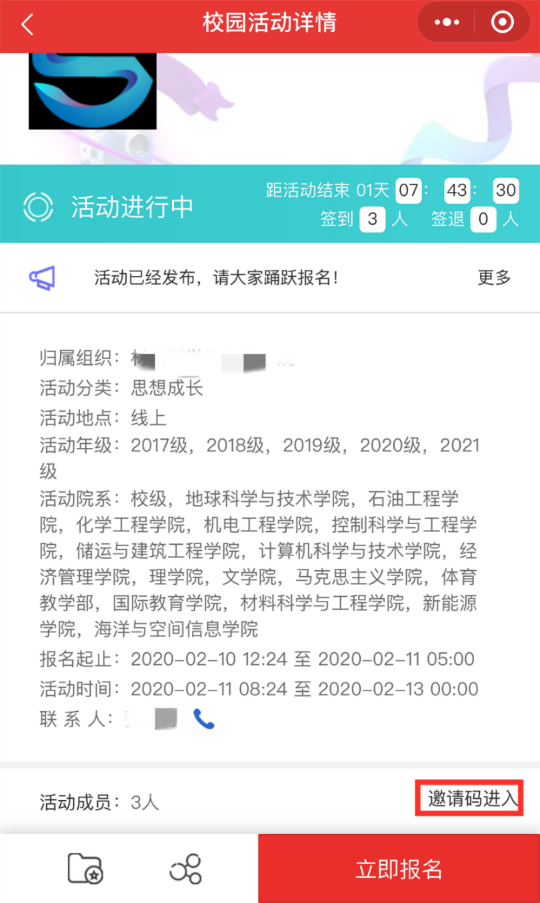 校园活动详情
活动进行中
距活动结束 01天 07: 43: 30
签到 3 人 签退 0 人
活动已经发布，请大家踊跃报名！
更多
归属组织：
活动分类：思想成长
活动地点：线上
活动年级：2017级，2018级，2019级，2020级，2021
级
活动院系：校级，地球科学与技术学院，石油工程学
院，化学工程学院，机电工程学院，控制科学与工程学
院，储运与建筑工程学院，计算机科学与技术学院，经
济管理学院，理学院，文学院，马克思主义学院，体育
教学部，国际教育学院，材料科学与工程学院，新能源
学院，海洋与空间信息学院
报名起止：2020-02-10 12:24 至 2020-02-11 05:00
活动时间：2020-02-11 08:24 至 2020-02-13 00:00
联 系 人：
活动成员：3人
邀请码进入
立即报名